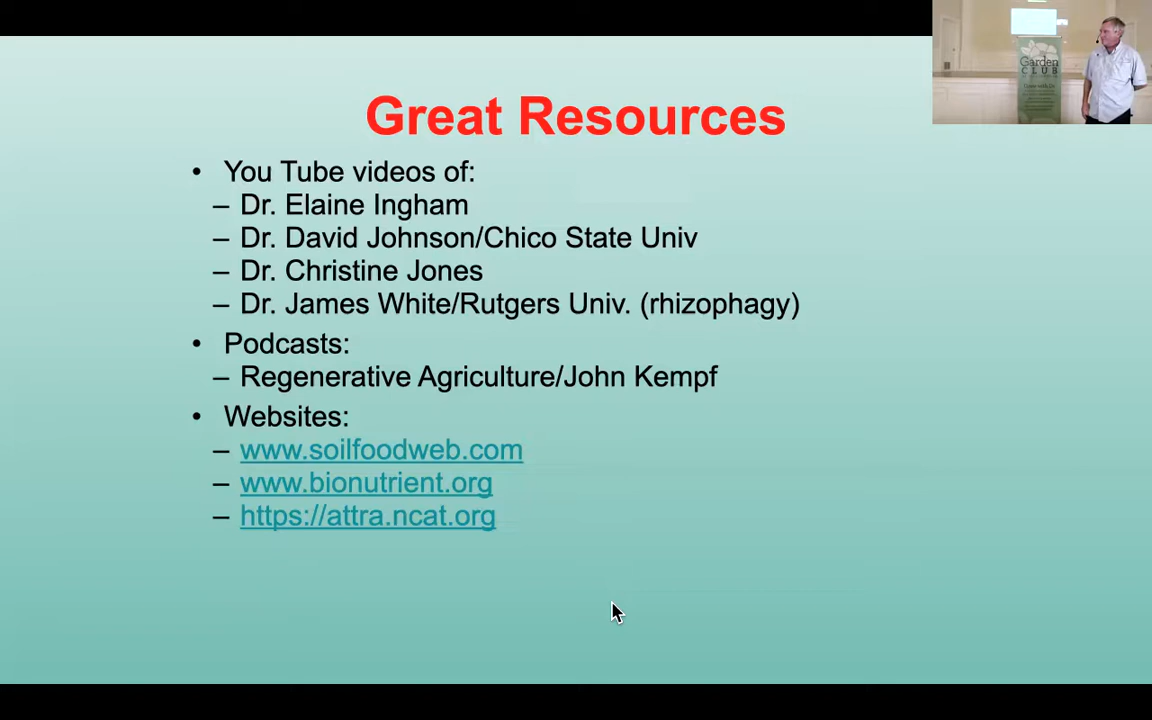 Great Resources
• You Tube videos of:
– Dr. Elaine Ingham
– Dr. David Johnson/Chico State Univ
– Dr. Christine Jones
– Dr. James White/Rutgers Univ. (rhizophagy)
• Podcasts:
– Regenerative Agriculture/John Kempf
• Websites:
– www.soilfoodweb.com
– www.bionutrient.org
– https://attra.ncat.org
Garden
CLUB